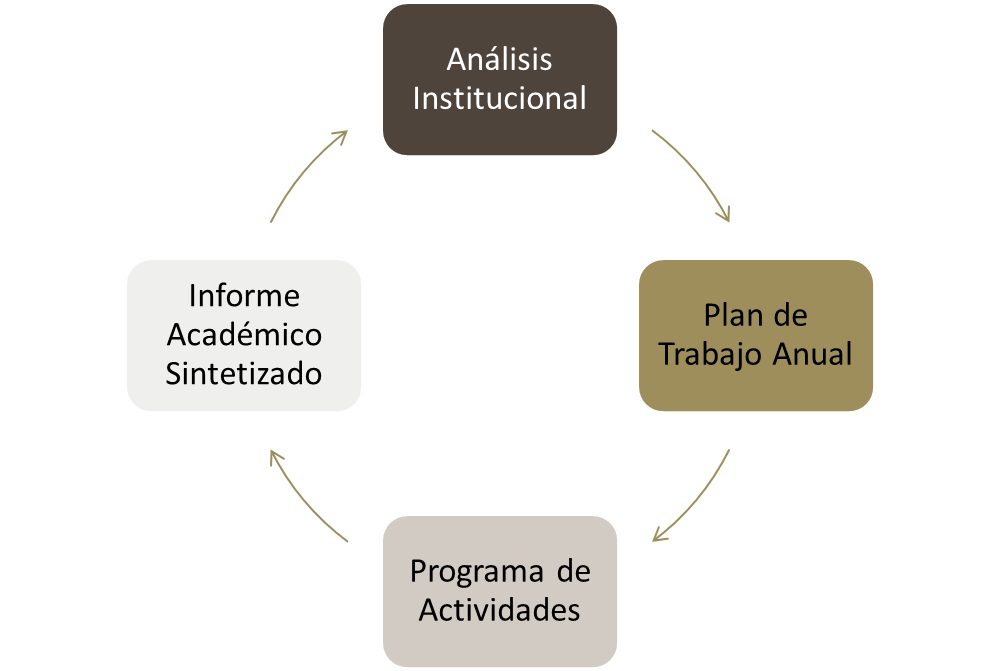 Análisis
Institucional
Plan de
Trabajo Anual
Programa de
Actividades
Informe
Académico
Sintetizado